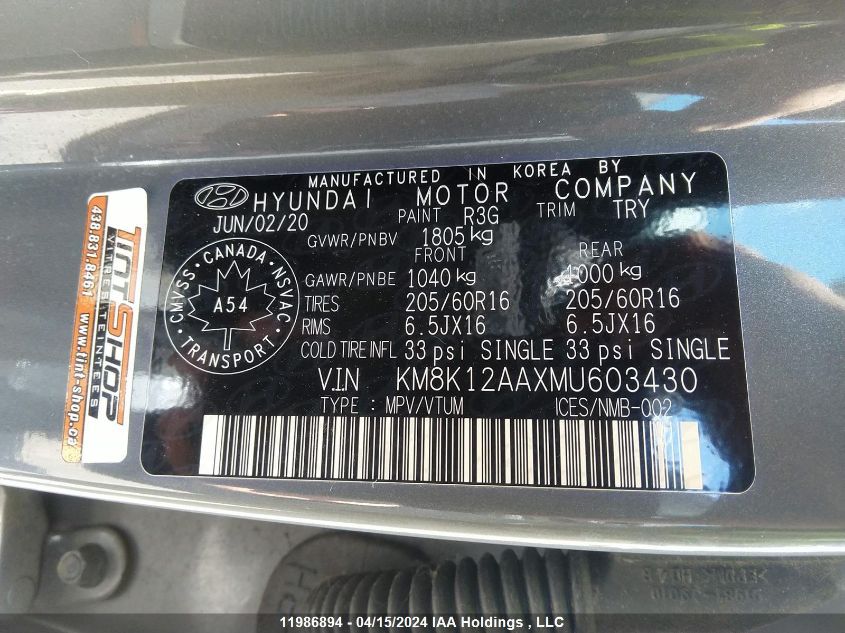 MANUFACTURED IN KOREA BY
HYUNDAI MOTOR COMPANY
JUN/02/20 PAINT R3G TRIM TRY
GVWR/PNBV 1805 kg
FRONT REAR
GAWR/PNBE 1040 kg 1000 kg
TIRES 205/60R16 205/60R16
RIMS 6.5JX16 6.5JX16
COLD TIRE INFL 33 psi SINGLE 33 psi SINGLE
V.I.N KM8K12AAXMU603430
TYPE : MPV/VTUM ICES/NMB-002
CMVSS · CANADA · NSVAC
A54
TRANSPORT
438.831.8461
TINT SHOP
VITRESTEINTEES
www.tint-shop.ca
11986894 - 04/15/2024 IAA Holdings , LLC